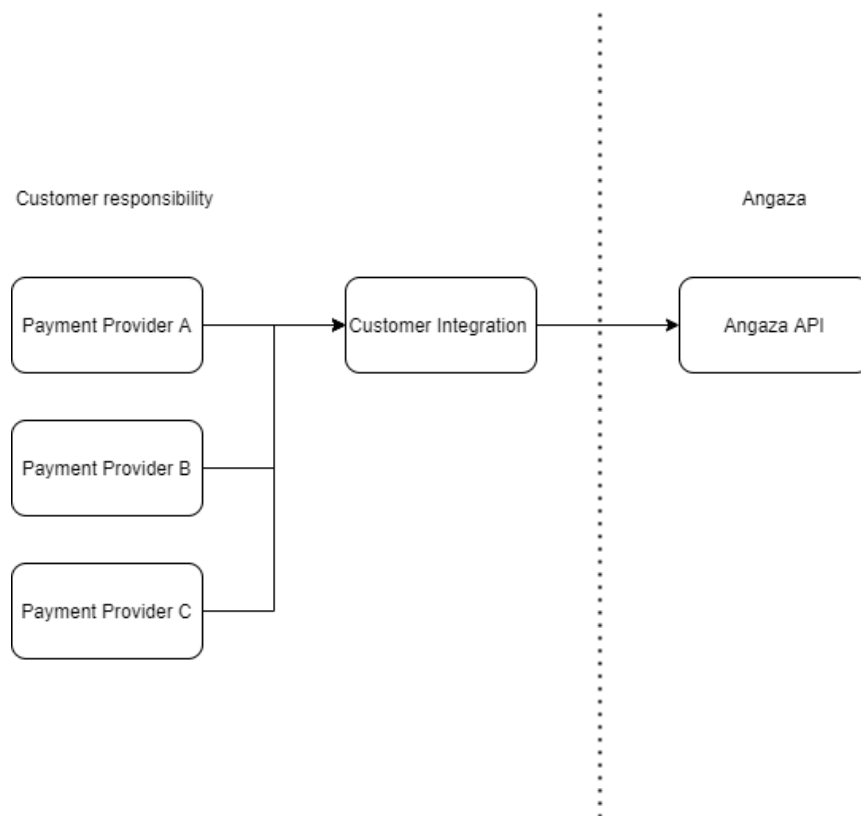 Customer responsibility
Angaza
Payment Provider A
Customer Integration
Angaza API
Payment Provider B
Payment Provider C